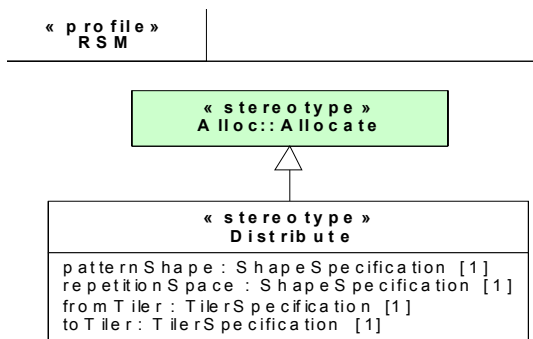 « profile »
RSM
« stereotype »
Alloc::Allocate
« stereotype »
Distribute
patternShape: ShapeSpecification [1]
repetitionSpace : ShapeSpecification [1]
fromTiler: TilerSpecification [1]
toTiler: TilerSpecification [1]